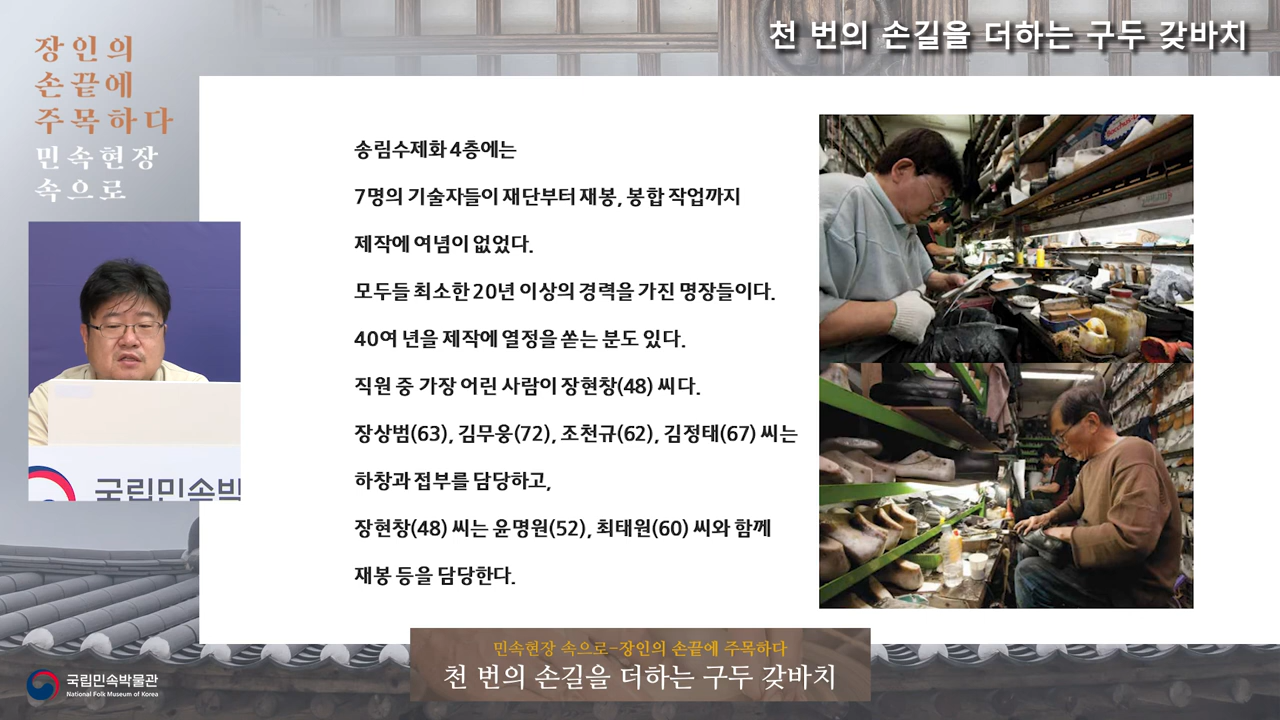 천 번의 손길을 더하는 구두 갖바치
장인의
손끝에
주목하다
민속현장
속으로
송림수제화 4층에는
7명의 기술자들이 재단부터 재봉, 봉합 작업까지
제작에 여념이 없었다.
모두들 최소한 20년 이상의 경력을 가진 명장들이다.
40여 년을 제작에 열정을 쏟는 분도 있다.
직원 중 가장 어린 사람이 장현창(48) 씨다.
장상범(63), 김무웅(72), 조천규(62), 김정태(67) 씨는
하창과 접부를 담당하고,
장현창(48) 씨는 윤명원(52), 최태원(60) 씨와 함께
재봉 등을 담당한다.
국립민속박
민속현장 속으로-장인의 손끝에 주목하다
천 번의 손길을 더하는 구두 갖바치
국립민속박물관
National Folk Museum of Korea